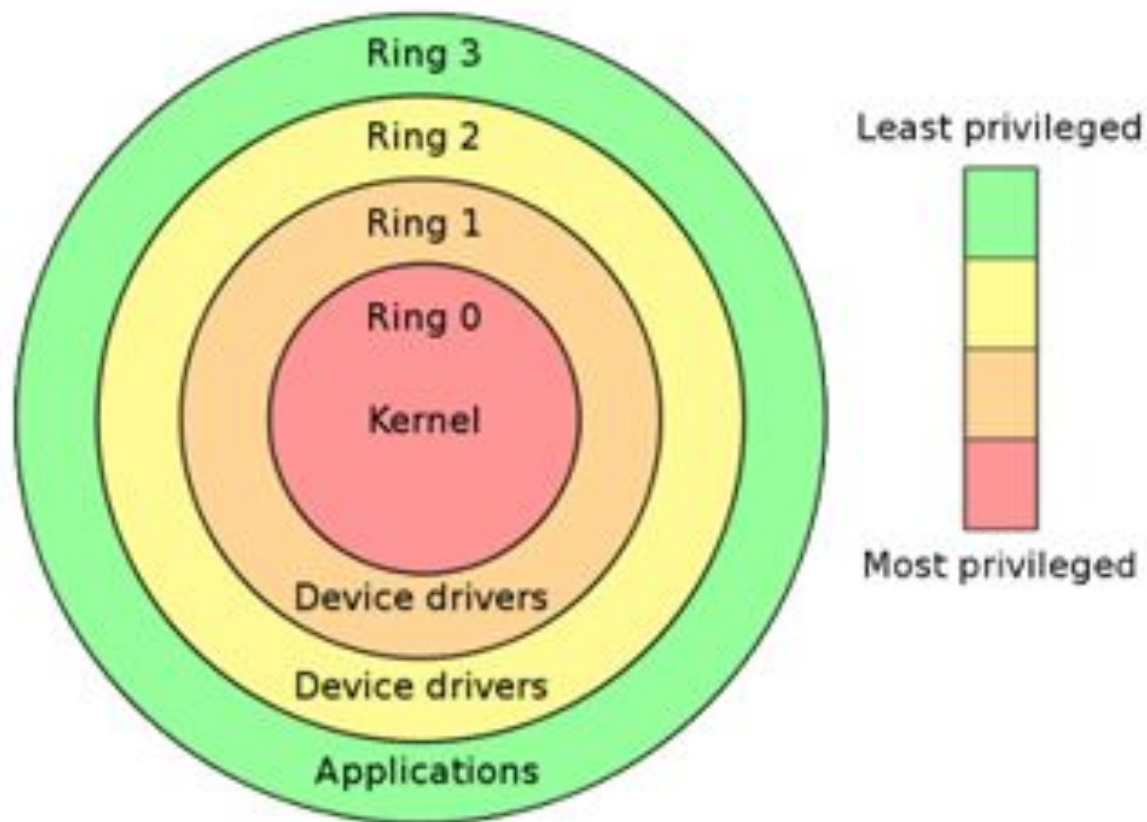 Ring 3
Ring 2
Ring 1
Ring 0
Kernel
Device drivers
Device drivers
Applications
Least privileged
Most privileged